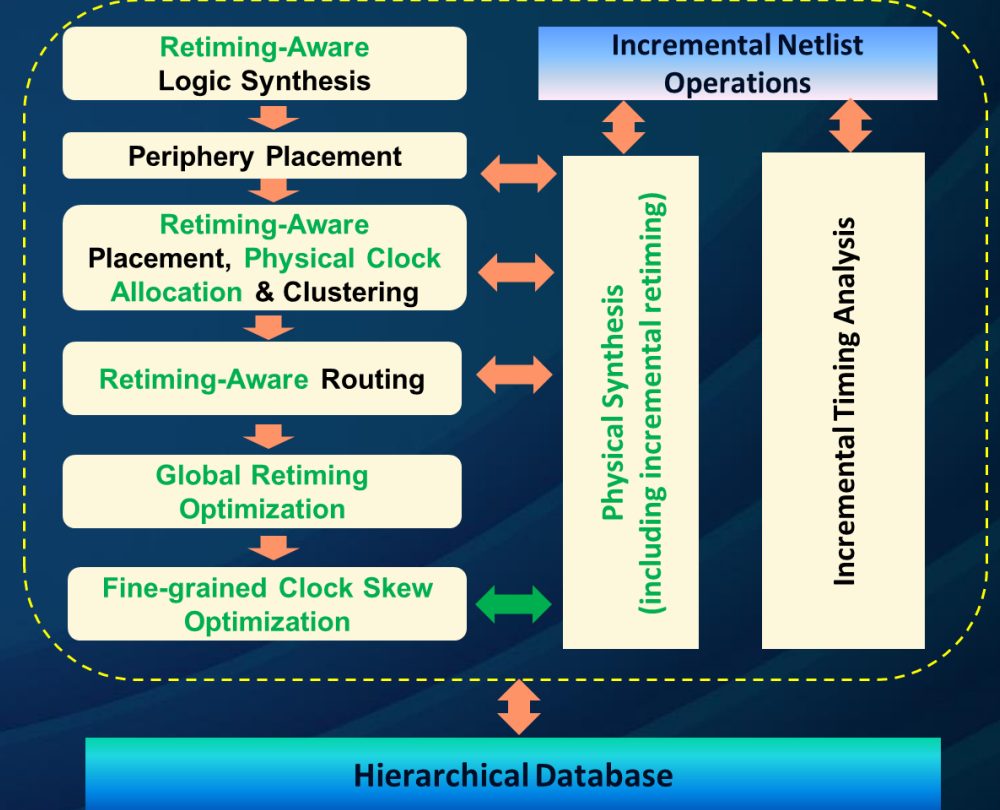 Retiming-Aware
Logic Synthesis
Periphery Placement
Retiming-Aware
Placement, Physical Clock
Allocation & Clustering
Retiming-Aware Routing
Global Retiming
Optimization
Fine-grained Clock Skew
Optimization
Incremental Netlist
Operations
Physical Synthesis
(including incremental retiming)
Incremental Timing Analysis
Hierarchical Database